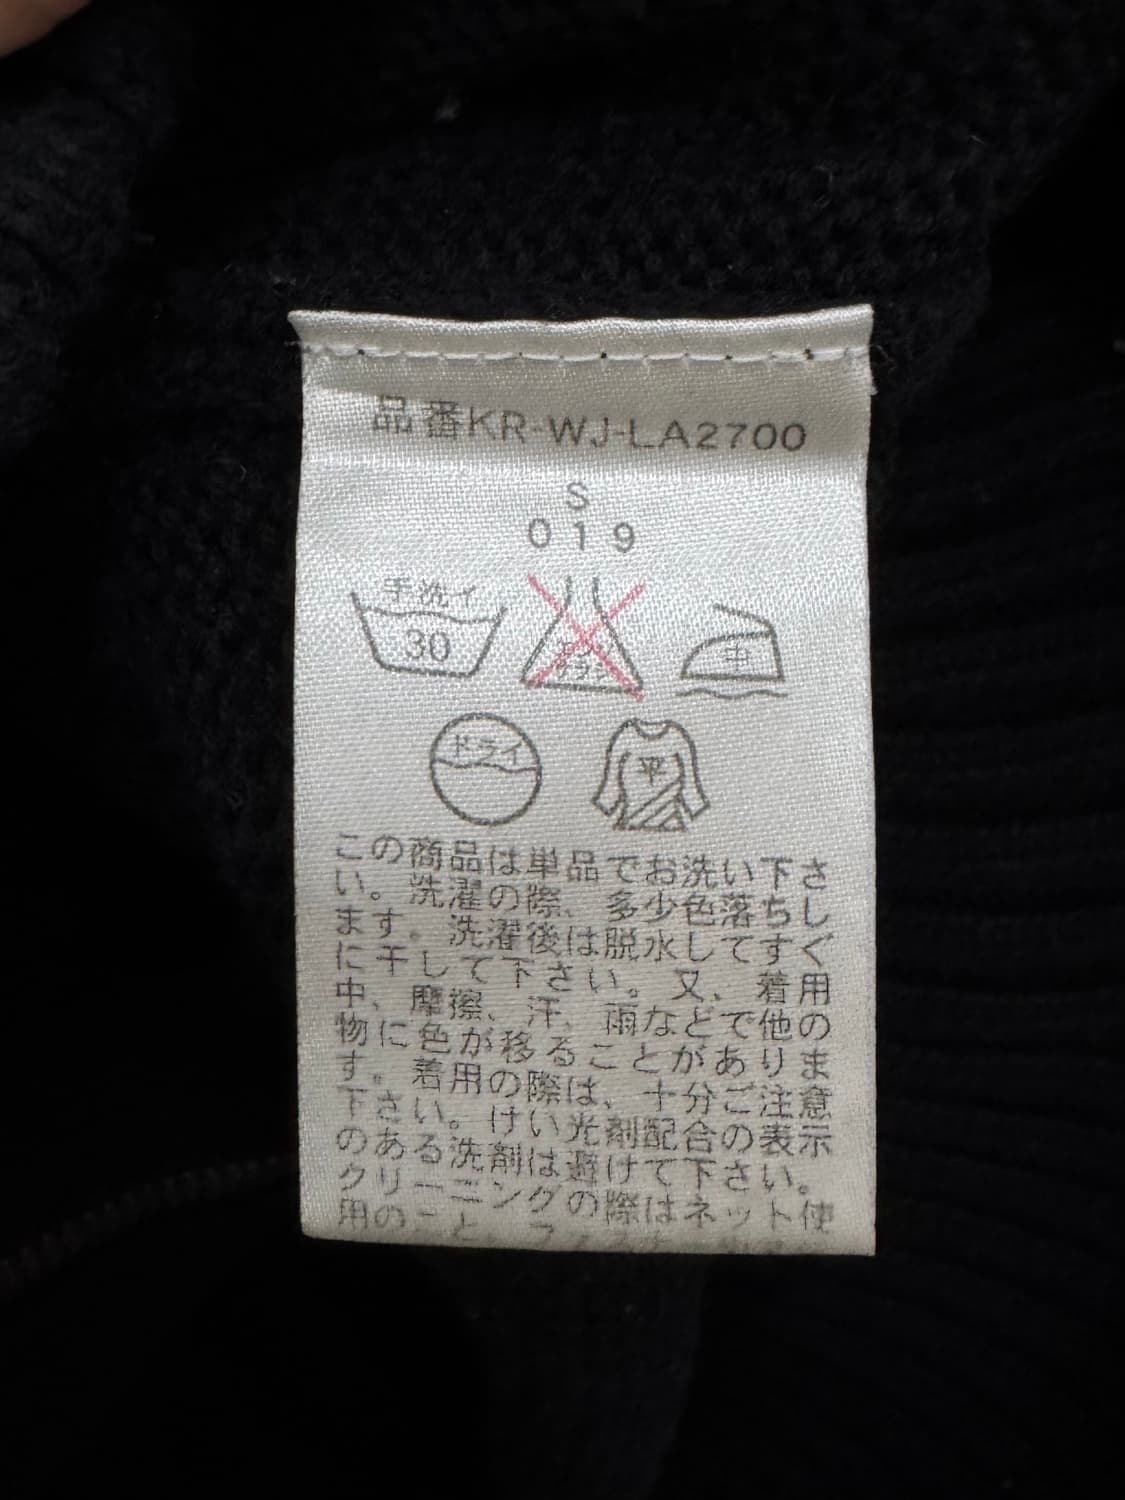 品番KR-WJ-LA2700
S
019
手洗イ
30
中
ドライ
平
この商品は単品でお洗い下さ
い。洗濯の際、多少色落ちし
ます。洗濯後は脱水してすぐ
に干して下さい。又、着用
中、摩擦、汗、雨などで他の
物に色が移ることがありま
す。着用の際は、十分ご注意
下さい。けい光剤配合の表示
のある洗剤は避けて下さい。
クリーニングの際はネット使
用のこと。